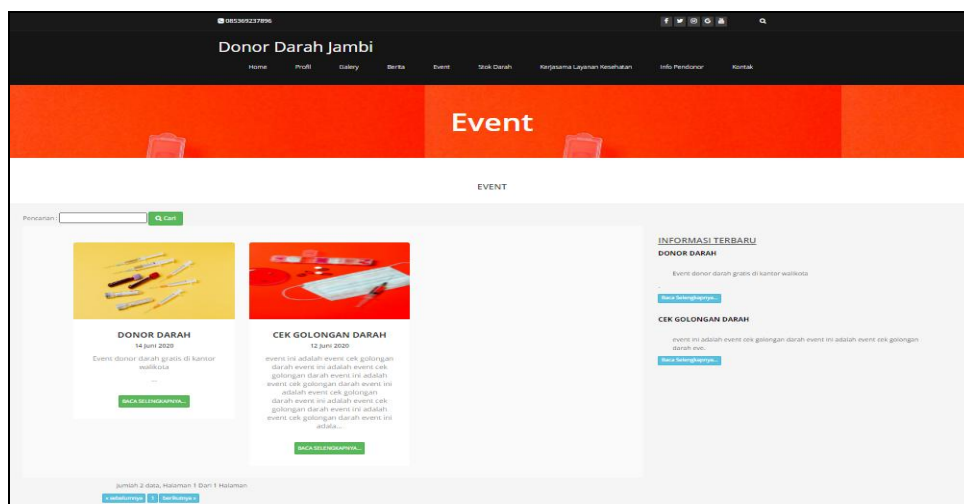 085369237896
Donor Darah Jambi
Home Profil Galery Berita Event Stok Darah Kerjasama Layanan Kesehatan Info Pendonor Kontak
Event
EVENT
Pencarian : Cari
DONOR DARAH
14 Juni 2020
Event donor darah gratis di kantor
walikota
...
BACA SELENGKAPNYA...
CEK GOLONGAN DARAH
12 Juni 2020
event ini adalah event cek golongan
darah event ini adalah event cek
golongan darah event ini adalah
event cek golongan darah event ini
adalah event cek golongan
darah event ini adalah event cek
golongan darah event ini adalah
event cek golongan darah event ini
adala...
BACA SELENGKAPNYA...
INFORMASI TERBARU
DONOR DARAH
Event donor darah gratis di kantor walikota
.
Baca Selengkapnya...
CEK GOLONGAN DARAH
event ini adalah event cek golongan darah event ini adalah event cek golongan
darah eve.
Baca Selengkapnya...
Jumlah 2 data, Halaman 1 Dari 1 Halaman
« sebelumnya 1 berikutnya »